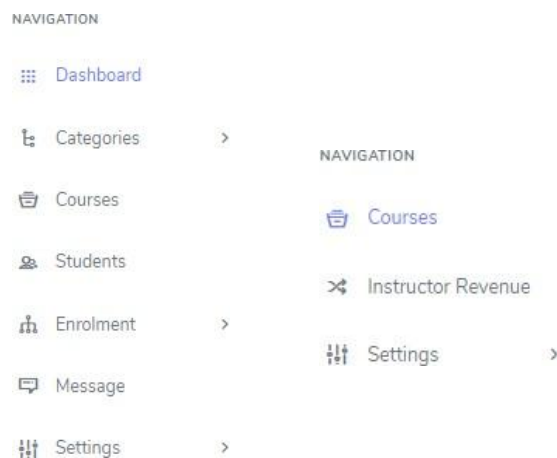 NAVIGATION
Dashboard
Categories
Courses
Students
Enrolment
Message
Settings
NAVIGATION
Courses
Instructor Revenue
Settings